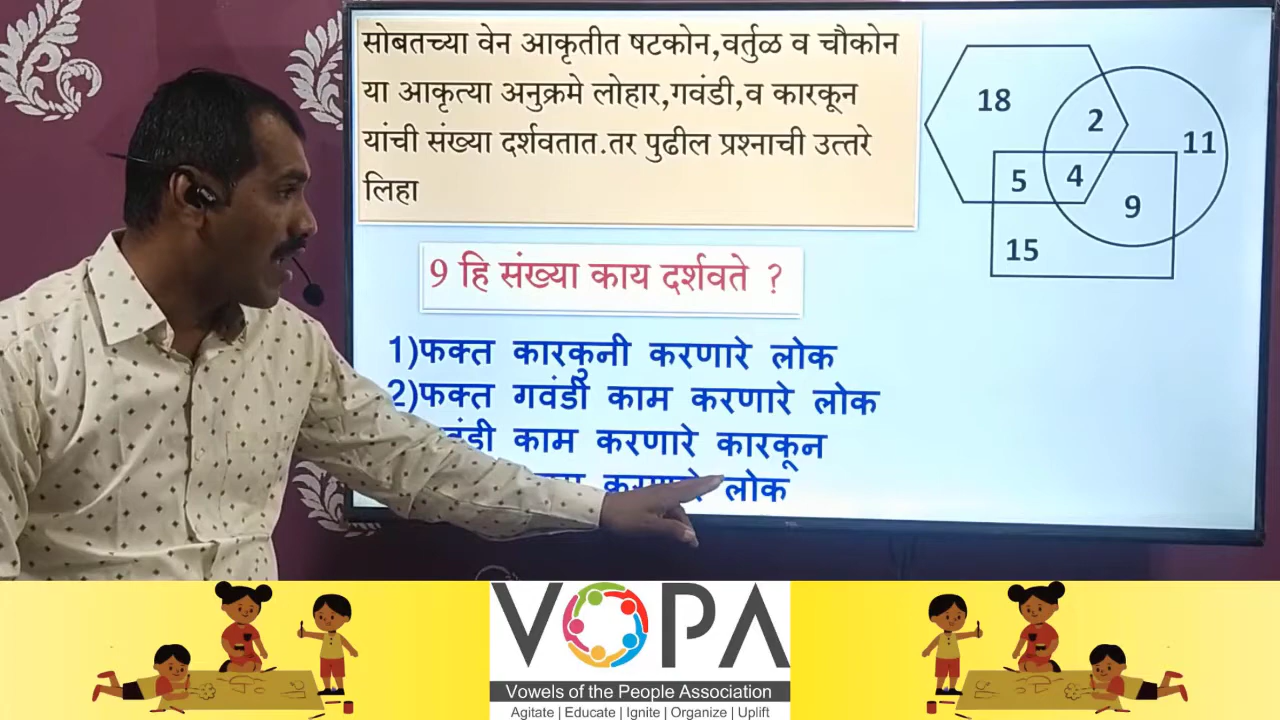 सोबतच्या वेन आकृतीत षटकोन,वर्तुळ व चौकोन
या आकृत्या अनुक्रमे लोहार,गवंडी,व कारकून
यांची संख्या दर्शवतात.तर पुढील प्रश्नाची उत्तरे
लिहा
18
2
11
5
4
9
15
9 हि संख्या काय दर्शवते ?
1)फक्त कारकुनी करणारे लोक
2)फक्त गवंडी काम करणारे लोक
काम करणारे कारकून
करणारे लोक
VOPA
Vowels of the People Association
Agitate | Educate | Ignite | Organize | Uplift